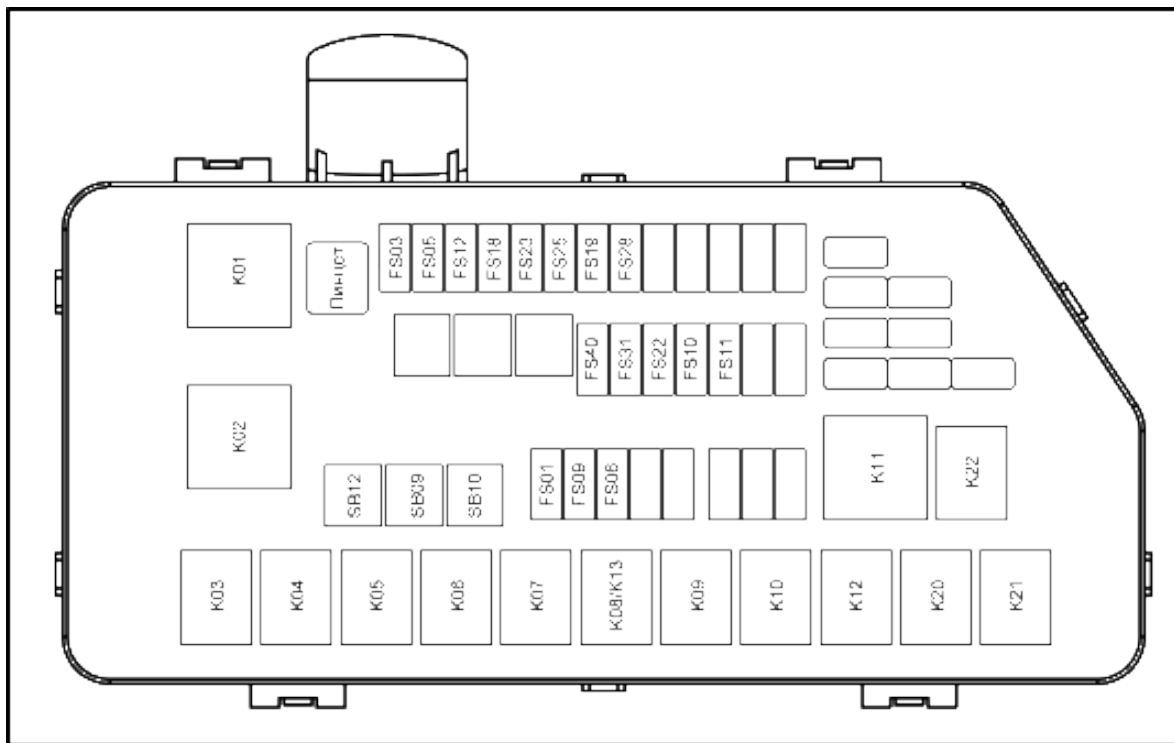 K01
Пинцет
FS03
FS05
FS12
FS18
FS23
FS25
FS19
FS28
FS40
FS31
FS22
FS10
FS11
K02
SB12
SB09
SB10
FS01
FS09
FS06
K11
K22
K03
K04
K05
K06
K07
K08/K13
K09
K10
K12
K20
K21